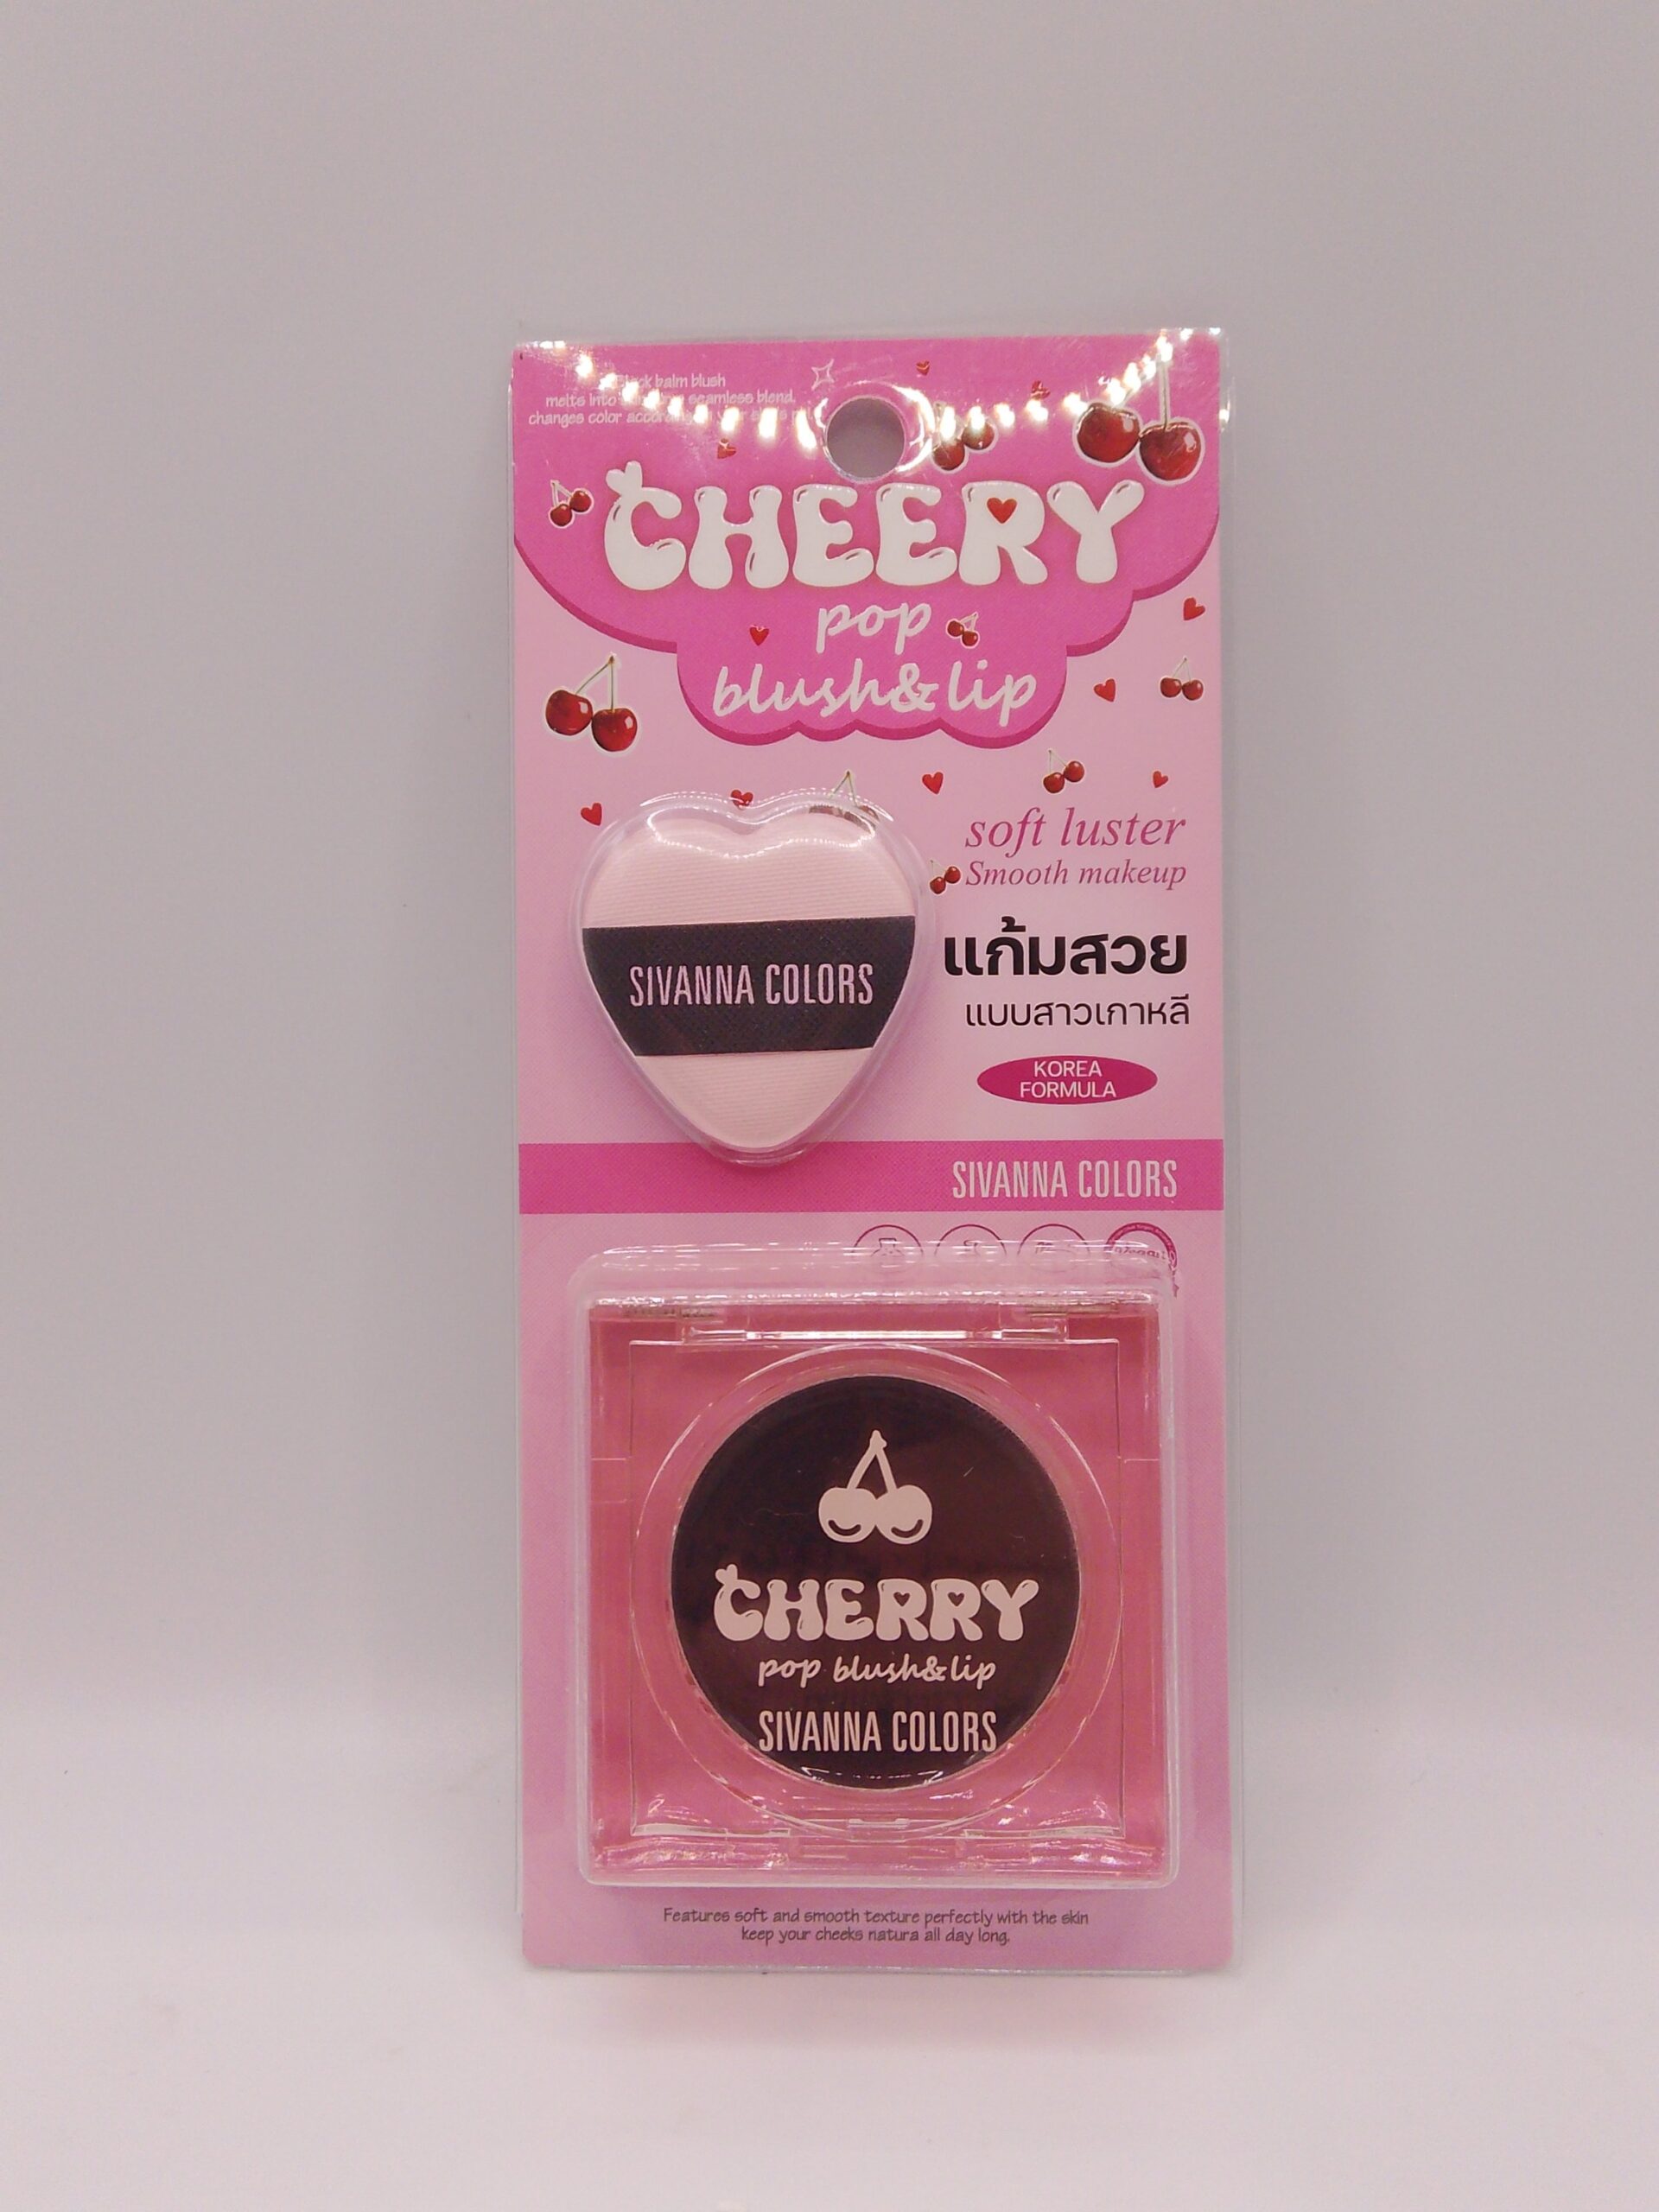 balm blush
melts into seamless blend,
changes color
CHEERY
pop
blush&lip
soft luster
Smooth makeup
SIVANNA COLORS
แก้มสวย
แบบสาวเกาหลี
KOREA
FORMULA
SIVANNA COLORS
CHERRY
pop blush&lip
SIVANNA COLORS
Features soft and smooth texture perfectly with the skin
keep your cheeks natura all day long.